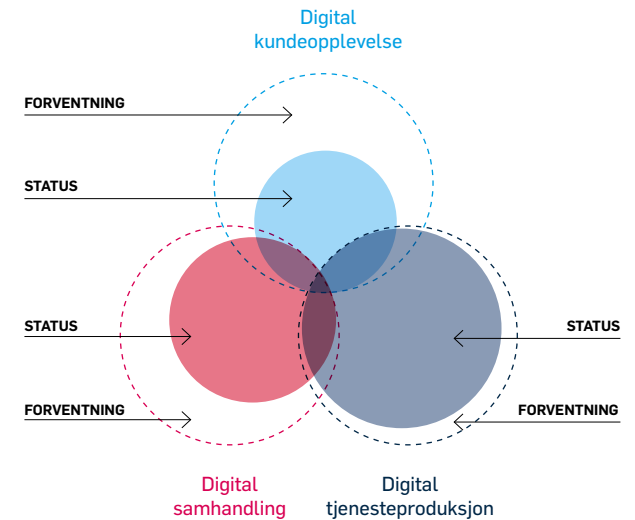 Digital
kundeopplevelse
FORVENTNING
STATUS
STATUS
STATUS
FORVENTNING
FORVENTNING
Digital
samhandling
Digital
tjenesteproduksjon